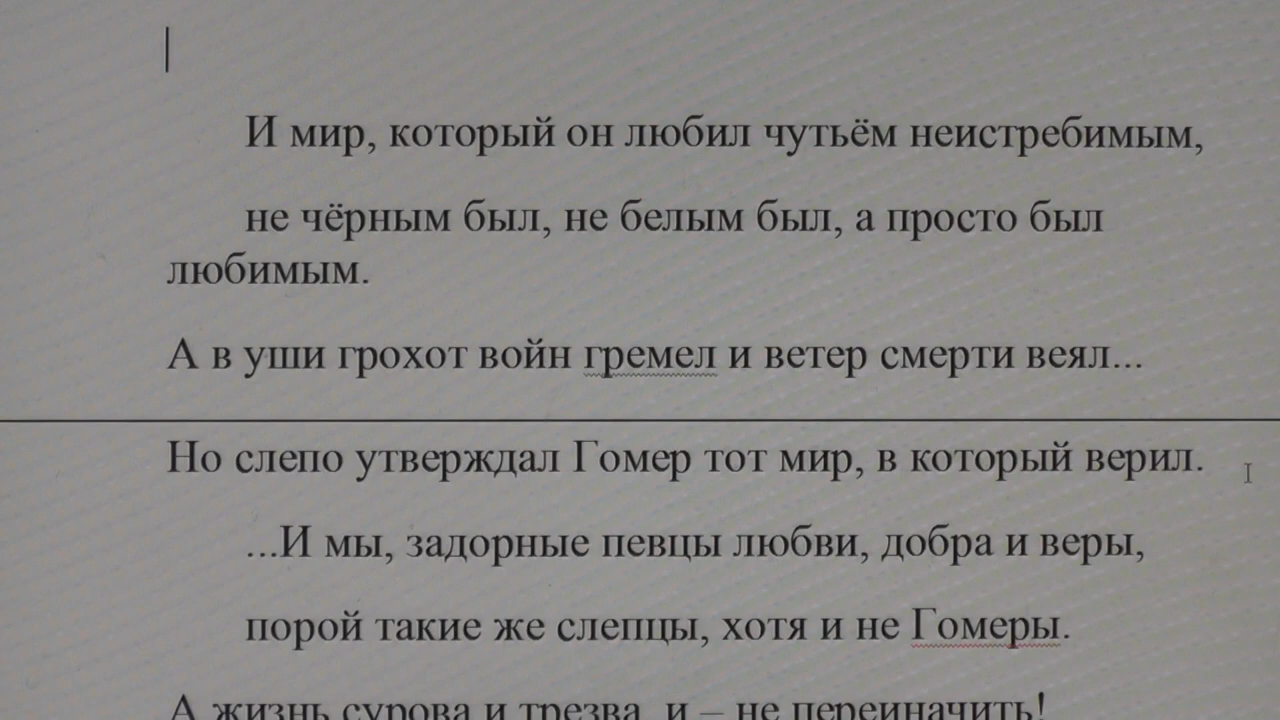 И мир, который он любил чутьём неистребимым,
не чёрным был, не белым был, а просто был
любимым.
А в уши грохот войн гремел и ветер смерти веял...
Но слепо утверждал Гомер тот мир, в который верил.
...И мы, задорные певцы любви, добра и веры,
порой такие же слепцы, хотя и не Гомеры.
А жизнь сурова и трезва, и – не переиначить!